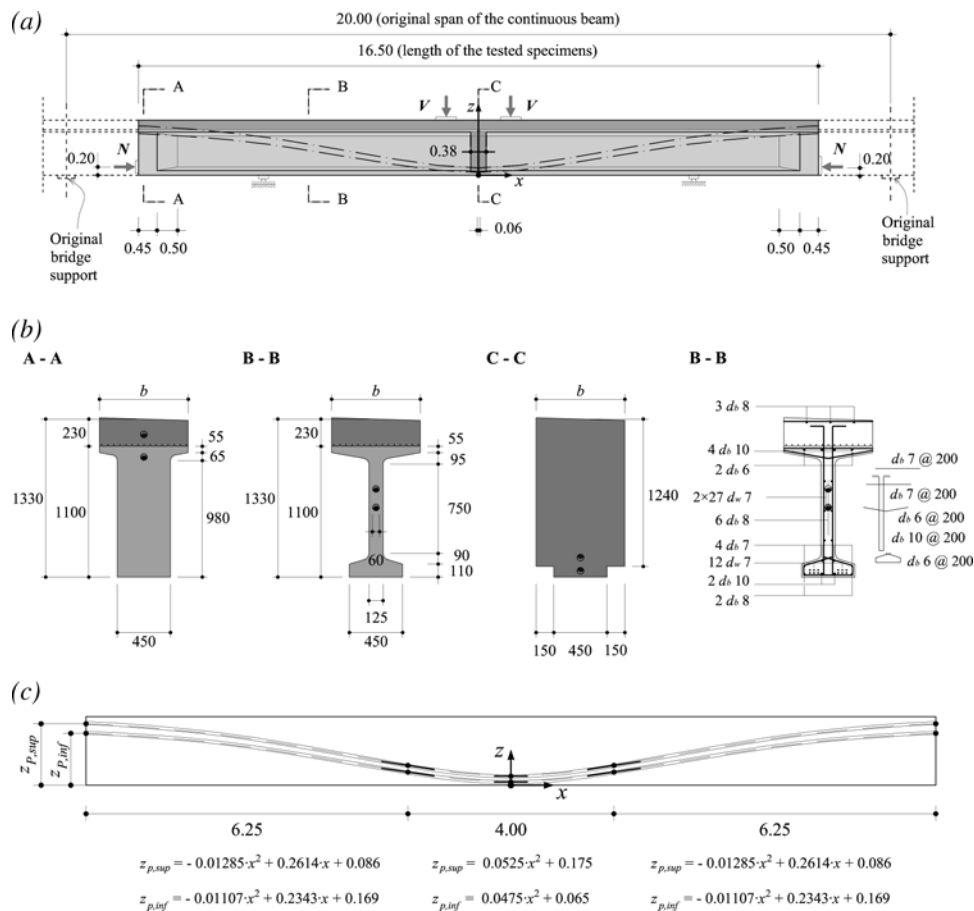 (a)
20.00 (original span of the continuous beam)
16.50 (length of the tested specimens)
A B C
V z V
0.38
0.20 0.20
N N
x
A B C
0.06
Original
bridge
support
0.45 0.50
0.50 0.45
Original
bridge
support
(b)
A - A B - B C - C B - B
b b b
230 55
65
1330 1100 980
450
230 55
95
1330 1100 750
60
90
110
125
450
1240
150 450 150
3 db 8
4 db 10
2 db 6
2×27 dw 7
6 db 8
4 db 7
12 dw 7
2 db 10
2 db 8
db 7 @ 200
db 7 @ 200
db 6 @ 200
db 10 @ 200
db 6 @ 200
(c)
zP,sup
zP,inf
z
x
6.25 4.00 6.25
zp,sup = - 0.01285·x² + 0.2614·x + 0.086 zp,sup = 0.0525·x² + 0.175 zp,sup = - 0.01285·x² + 0.2614·x + 0.086
zp,inf = - 0.01107·x² + 0.2343·x + 0.169 zp,inf = 0.0475·x² + 0.065 zp,inf = - 0.01107·x² + 0.2343·x + 0.169